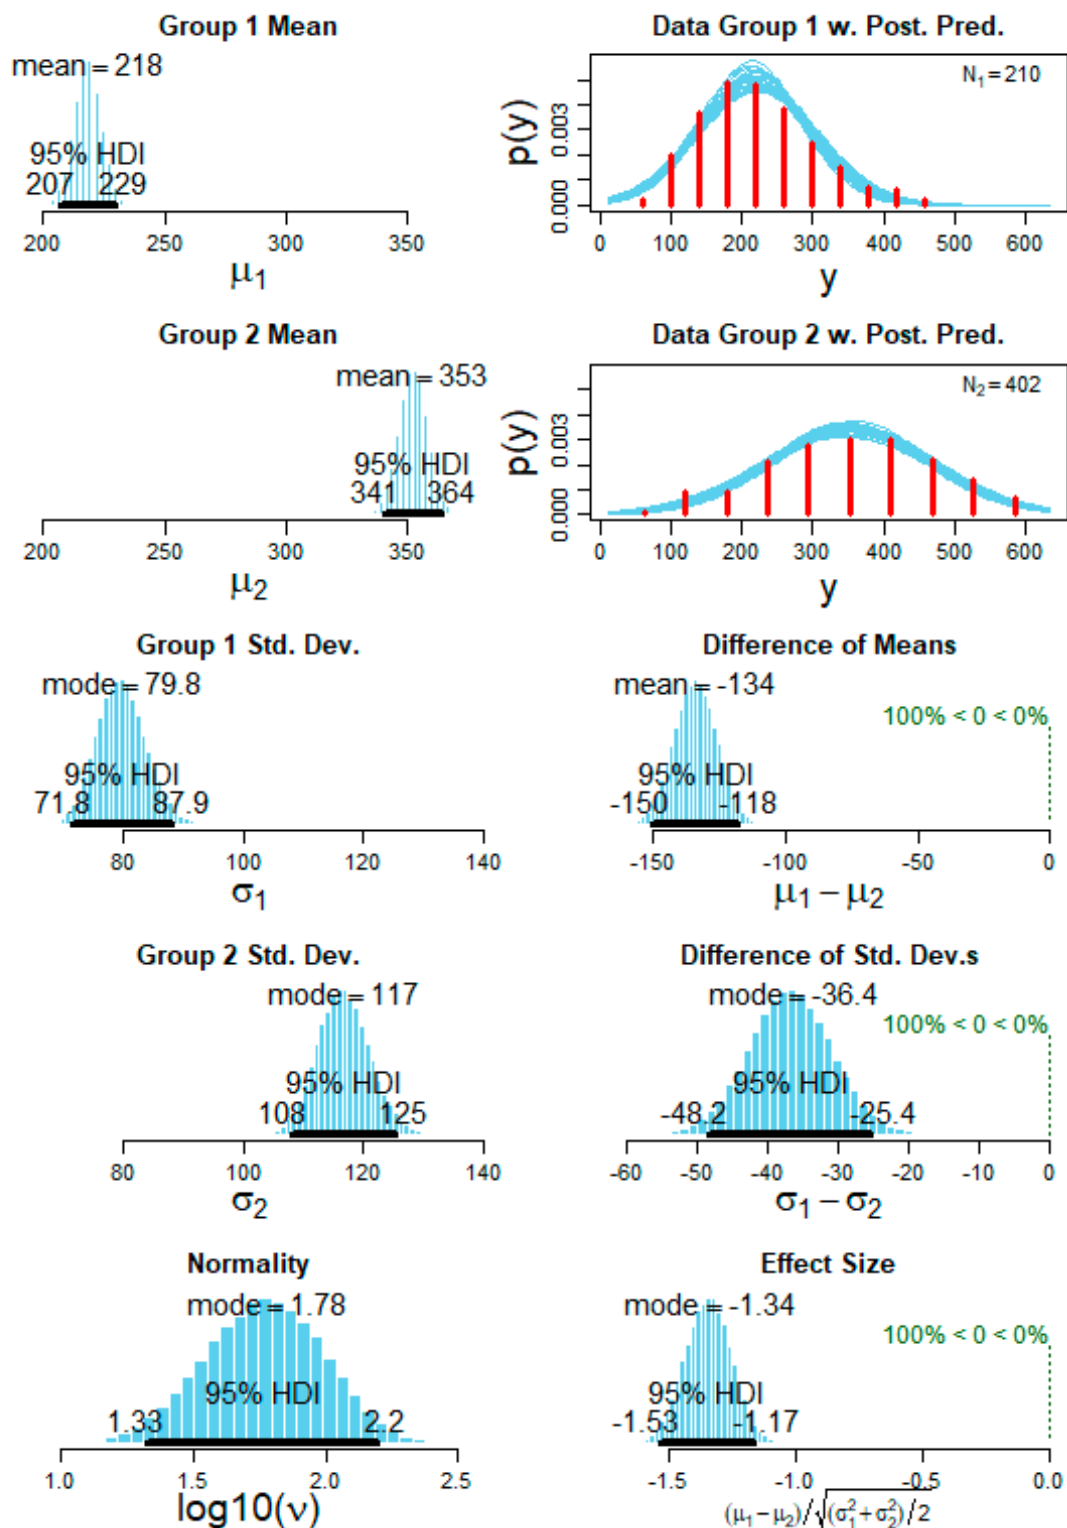 Group 1 Mean
mean = 218
95% HDI
207 229
200 250 300 350
μ1
Data Group 1 w. Post. Pred.
N1 = 210
p(y)
0.000 0.003
0 100 200 300 400 500 600
y
Group 2 Mean
mean = 353
95% HDI
341 364
200 250 300 350
μ2
Data Group 2 w. Post. Pred.
N2 = 402
p(y)
0.000 0.003
0 100 200 300 400 500 600
y
Group 1 Std. Dev.
mode = 79.8
95% HDI
71.8 87.9
80 100 120 140
σ1
Difference of Means
mean = -134
100% < 0 < 0%
95% HDI
-150 -118
-150 -100 -50 0
μ1 − μ2
Group 2 Std. Dev.
mode = 117
95% HDI
108 125
80 100 120 140
σ2
Difference of Std. Dev.s
mode = -36.4
100% < 0 < 0%
95% HDI
-48.2 -25.4
-60 -50 -40 -30 -20 -10 0
σ1 − σ2
Normality
mode = 1.78
95% HDI
1.33 2.2
1.0 1.5 2.0 2.5
log10(ν)
Effect Size
mode = -1.34
100% < 0 < 0%
95% HDI
-1.53 -1.17
-1.5 -1.0 -0.5 0.0
(μ1 − μ2)/√(σ1² + σ2²)/2